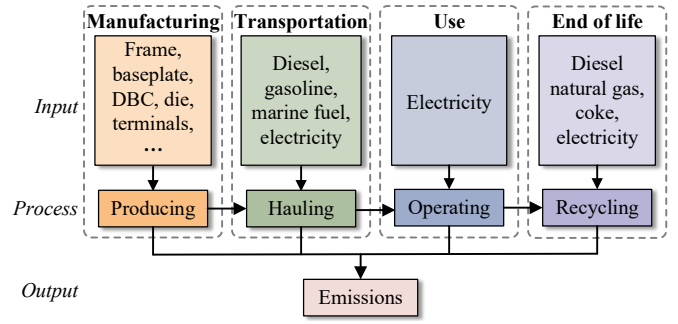 Manufacturing
Transportation
Use
End of life
Input
Frame,
baseplate,
DBC, die,
terminals,
...
Diesel,
gasoline,
marine fuel,
electricity
Electricity
Diesel
natural gas,
coke,
electricity
Process
Producing
Hauling
Operating
Recycling
Output
Emissions